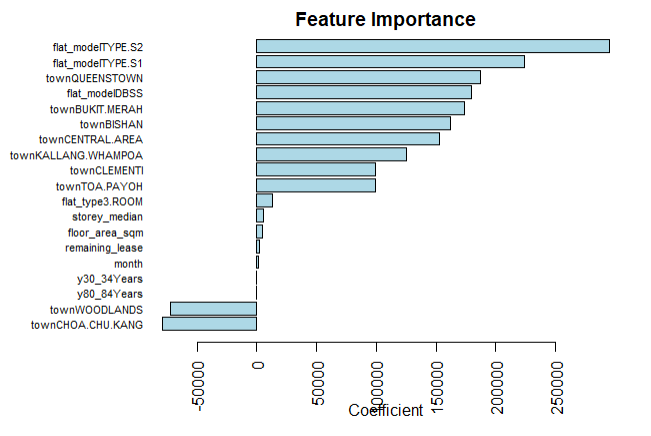 Feature Importance
flat_modelTYPE.S2
flat_modelTYPE.S1
townQUEENSTOWN
flat_modelDBSS
townBUKIT.MERAH
townBISHAN
townCENTRAL.AREA
townKALLANG.WHAMPOA
townCLEMENTI
townTOA.PAYOH
flat_type3.ROOM
storey_median
floor_area_sqm
remaining_lease
month
y30_34Years
y80_84Years
townWOODLANDS
townCHOA.CHU.KANG
-50000
0
50000
100000
150000
200000
250000
Coefficient